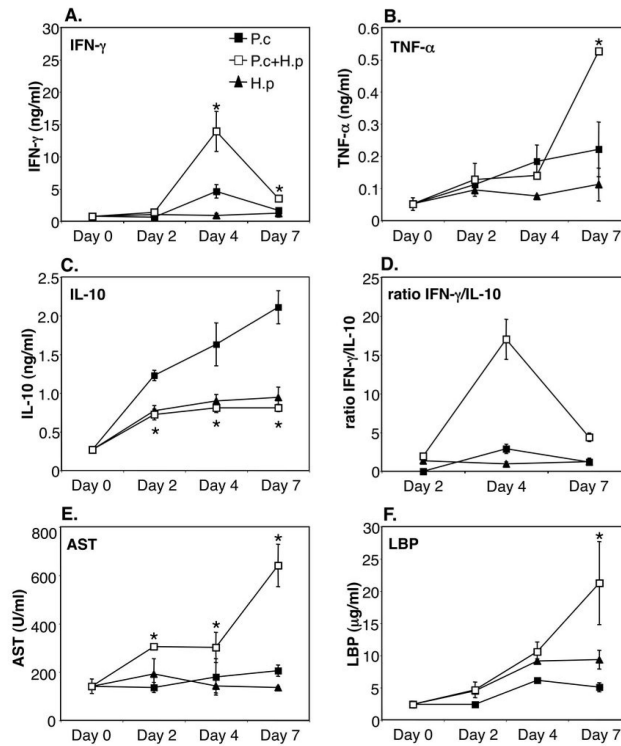 A.
IFN-γ
P.c
P.c+H.p
H.p
IFN-γ (ng/ml)
30
25
20
15
10
5
0
*
*
Day 0 Day 2 Day 4 Day 7
B.
TNF-α
TNF-α (ng/ml)
0.6
0.5
0.4
0.3
0.2
0.1
0
*
Day 0 Day 2 Day 4 Day 7
C.
IL-10
IL-10 (ng/ml)
2.5
2.0
1.5
1.0
0.5
0
* * *
Day 0 Day 2 Day 4 Day 7
D.
ratio IFN-γ/IL-10
ratio IFN-γ/IL-10
25
20
15
10
5
0
Day 2 Day 4 Day 7
E.
AST
AST (U/ml)
800
600
400
200
0
* * *
Day 0 Day 2 Day 4 Day 7
F.
LBP
LBP (µg/ml)
30
25
20
15
10
5
0
*
Day 0 Day 2 Day 4 Day 7